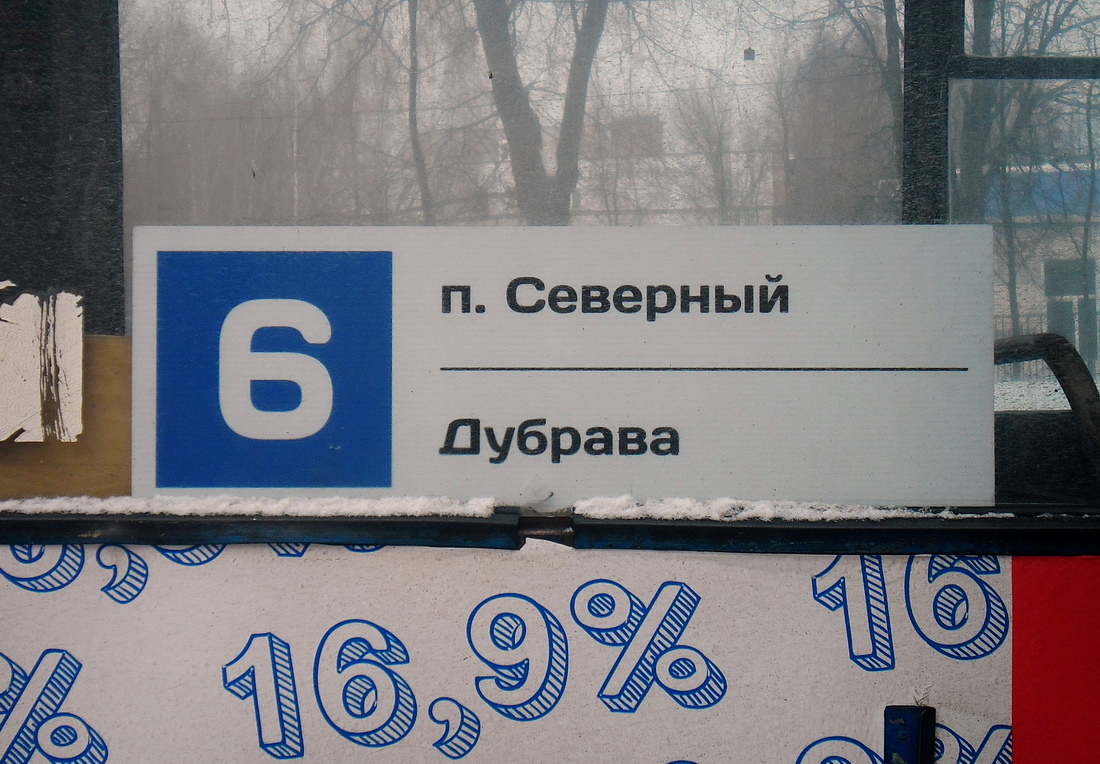 6
п. Северный
Дубрава
16,9%
16
%